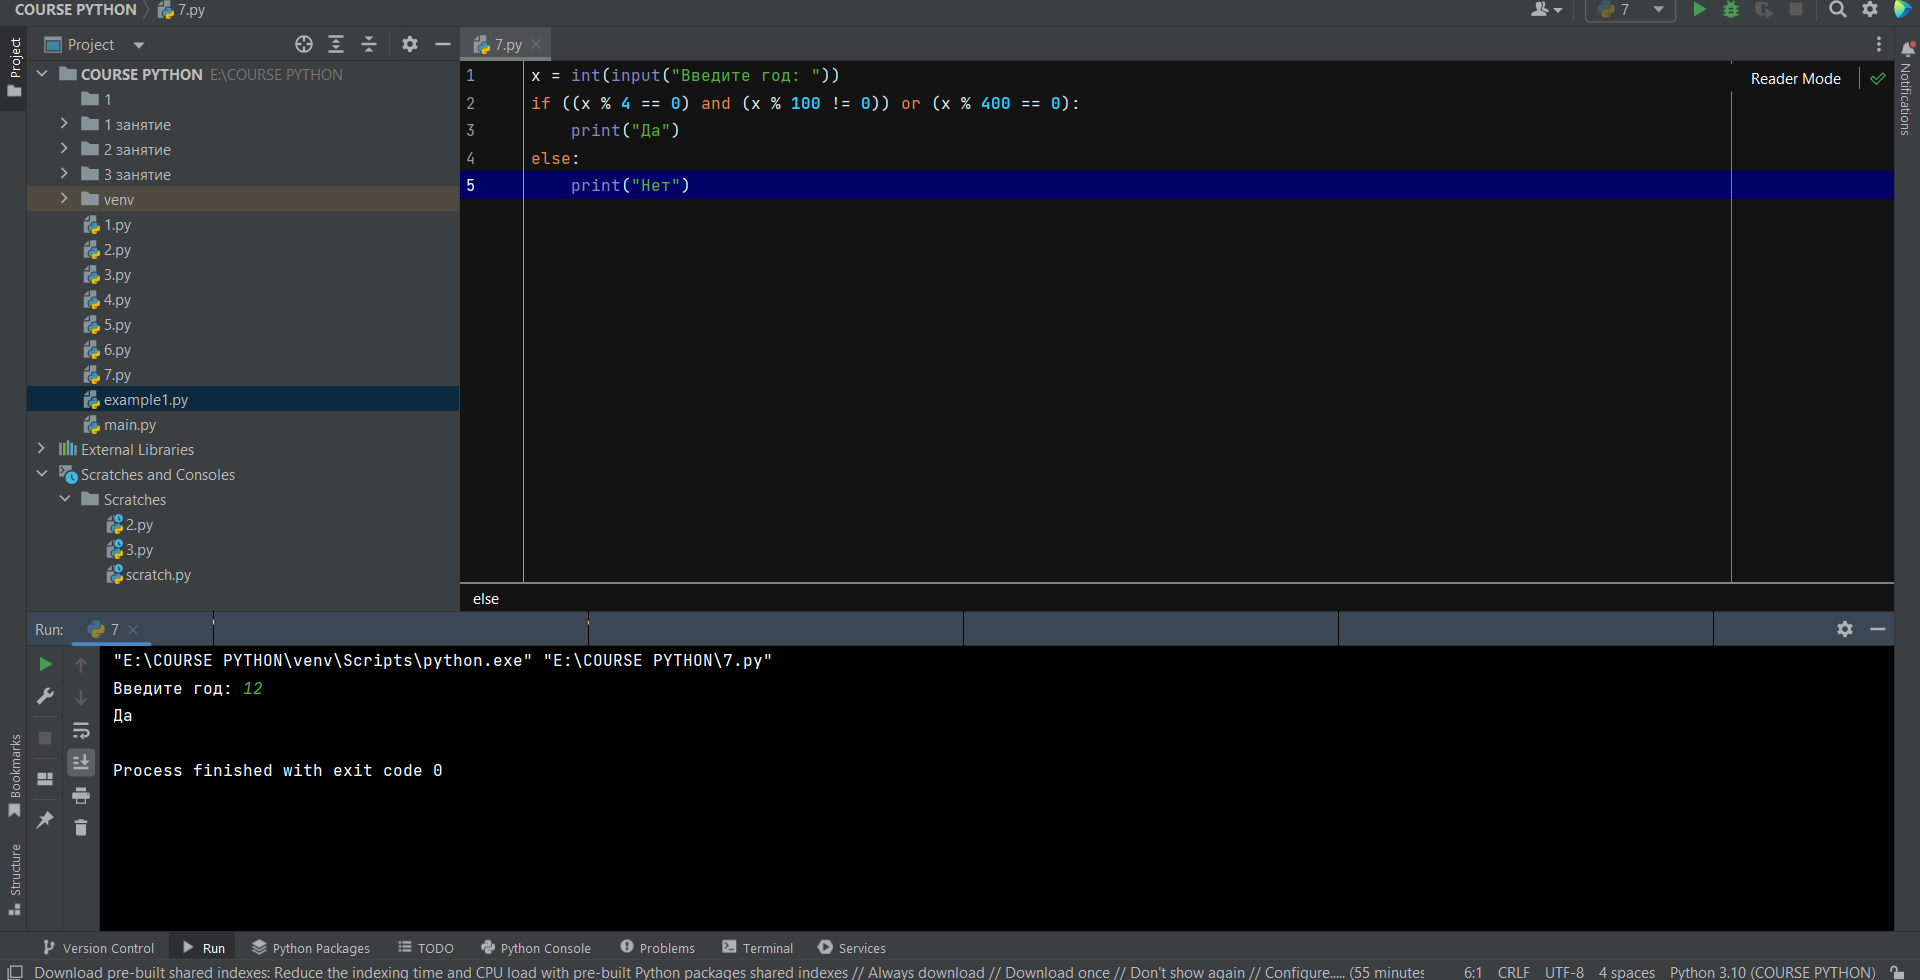 COURSE PYTHON 7.py
7
Project
7.py
COURSE PYTHON E:\COURSE PYTHON
1
1 занятие
2 занятие
3 занятие
venv
1.py
2.py
3.py
4.py
5.py
6.py
7.py
example1.py
main.py
External Libraries
Scratches and Consoles
Scratches
2.py
3.py
scratch.py
Project
Bookmarks
Structure
1 x = int(input("Введите год: "))
2 if ((x % 4 == 0) and (x % 100 != 0)) or (x % 400 == 0):
3 print("Да")
4 else:
5 print("Нет")
Reader Mode
Notifications
else
Run: 7
"E:\COURSE PYTHON\venv\Scripts\python.exe" "E:\COURSE PYTHON\7.py"
Введите год: 12
Да
Process finished with exit code 0
Version Control Run Python Packages TODO Python Console Problems Terminal Services
Download pre-built shared indexes: Reduce the indexing time and CPU load with pre-built Python packages shared indexes // Always download // Download once // Don't show again // Configure..... (55 minutes 6:1 CRLF UTF-8 4 spaces Python 3.10 (COURSE PYTHON)